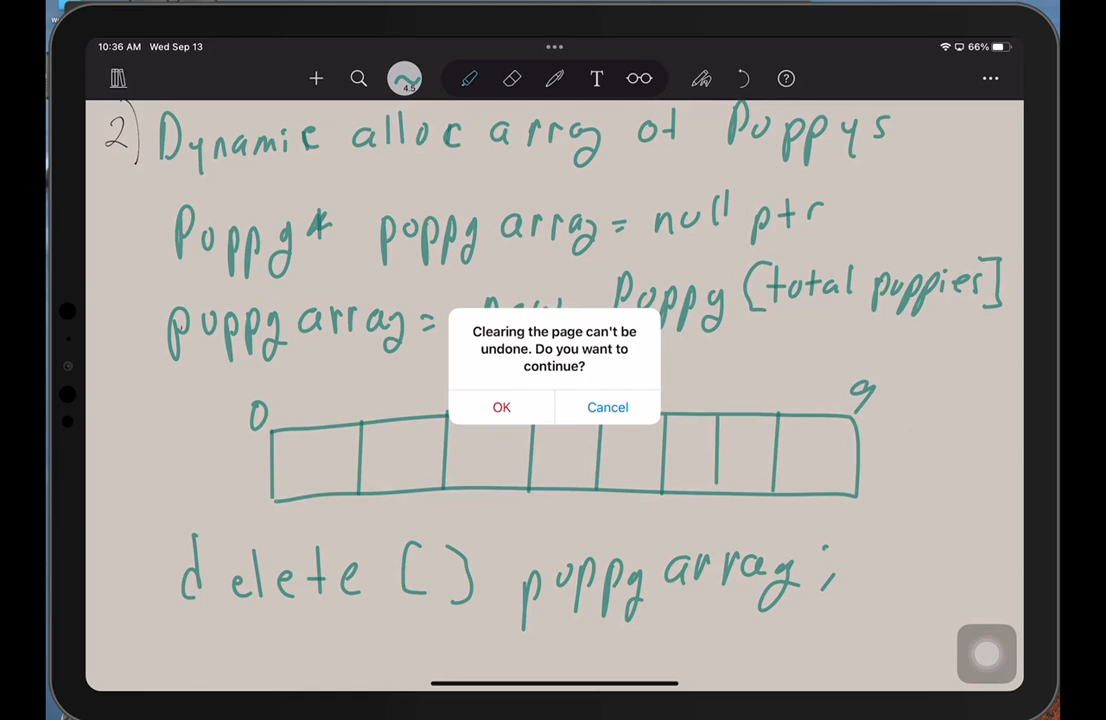 10:36 AM Wed Sep 13
66%
4.5
T
?
2) Dynamic alloc array of Puppys
Puppy* puppy array = null ptr
puppy array = Puppy [total puppies]
Clearing the page can't be
undone. Do you want to
continue?
OK Cancel
0 9
delete [] puppy array;